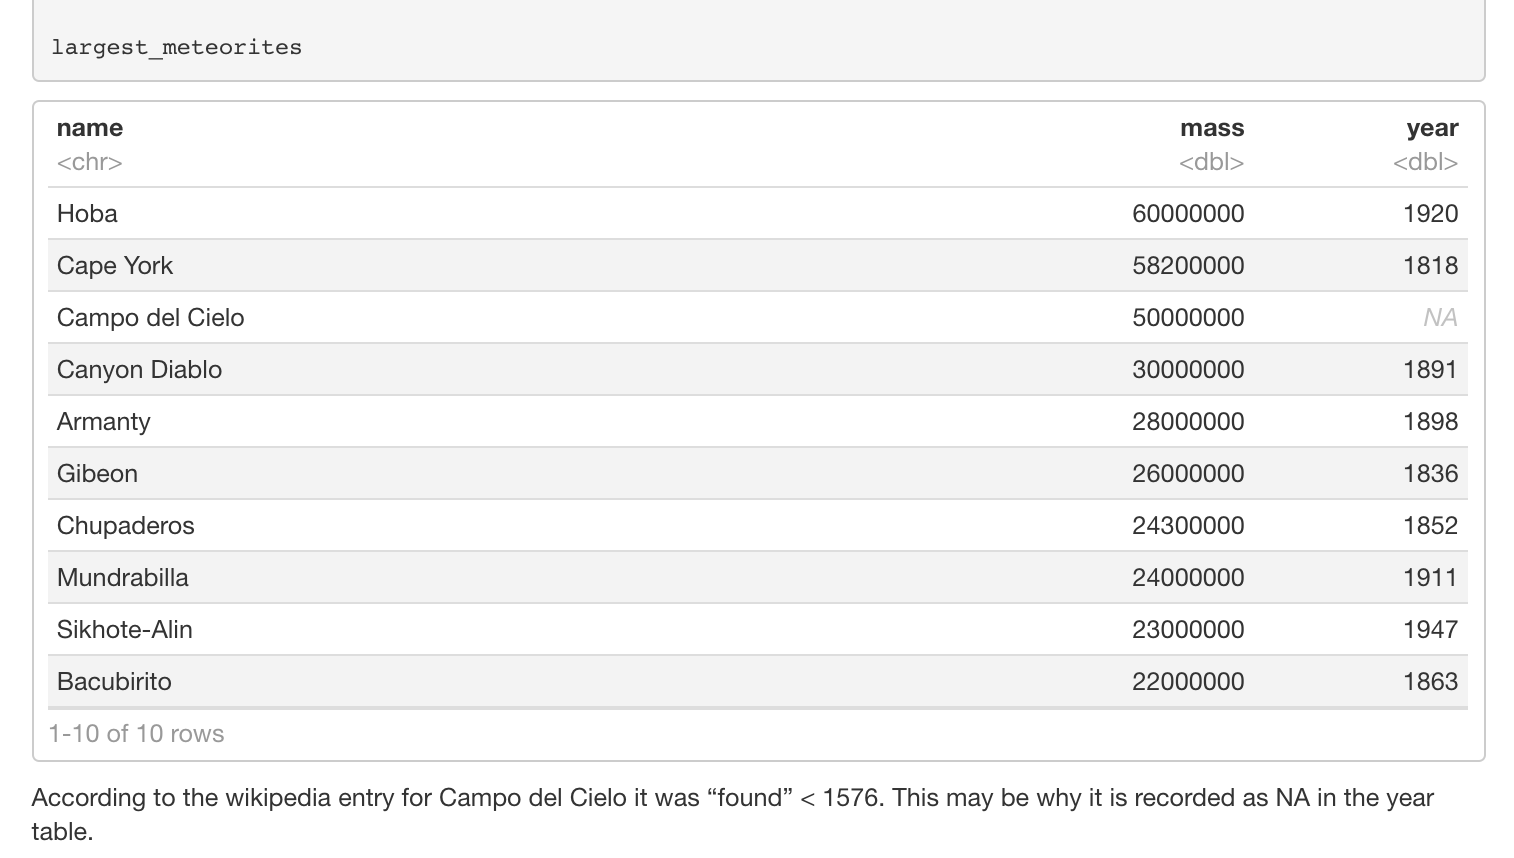 largest_meteorites
name mass year
<chr> <dbl> <dbl>
Hoba 60000000 1920
Cape York 58200000 1818
Campo del Cielo 50000000 NA
Canyon Diablo 30000000 1891
Armanty 28000000 1898
Gibeon 26000000 1836
Chupaderos 24300000 1852
Mundrabilla 24000000 1911
Sikhote-Alin 23000000 1947
Bacubirito 22000000 1863
1-10 of 10 rows
According to the wikipedia entry for Campo del Cielo it was “found” < 1576. This may be why it is recorded as NA in the year
table.